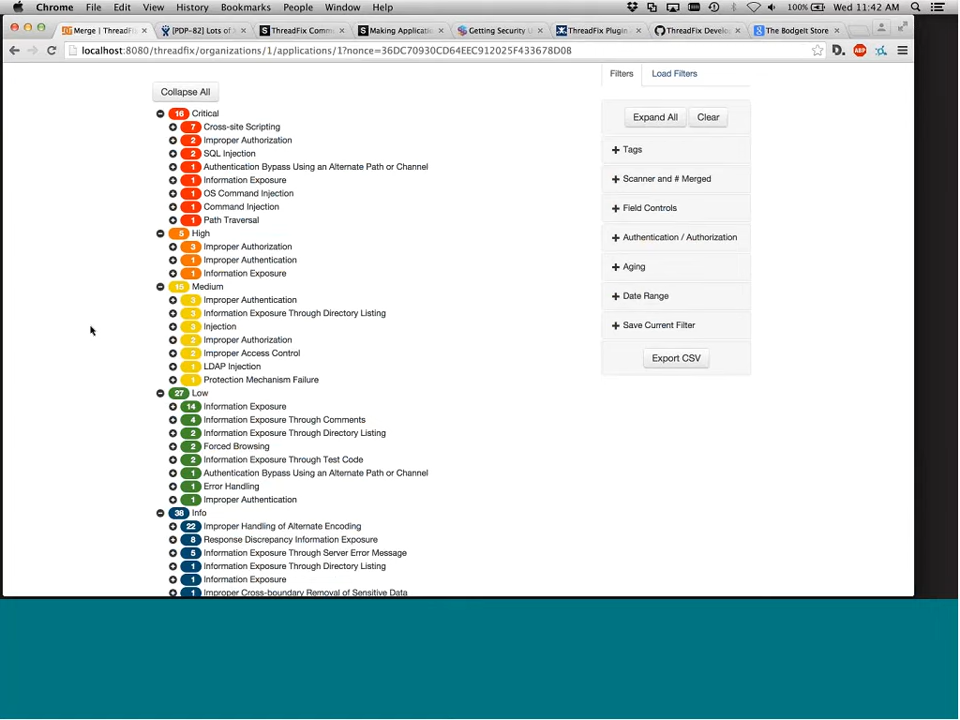 Chrome File Edit View History Bookmarks People Window Help 100% Wed 11:42 AM
Merge | ThreadFix [PDP-82] Lots of ThreadFix Comm Making Applicatio Getting Security Li ThreadFix Plugin ThreadFix Develo The BodgeIt Store
localhost:8080/threadfix/organizations/1/applications/1?nonce=36DC70930CD64EEC912025F433678D08
Filters Load Filters
Collapse All
Expand All Clear
16 Critical
7 Cross-site Scripting
2 Improper Authorization
2 SQL Injection
1 Authentication Bypass Using an Alternate Path or Channel
1 Information Exposure
1 OS Command Injection
1 Command Injection
1 Path Traversal
5 High
3 Improper Authorization
1 Improper Authentication
1 Information Exposure
15 Medium
3 Improper Authentication
3 Information Exposure Through Directory Listing
3 Injection
2 Improper Authorization
2 Improper Access Control
1 LDAP Injection
1 Protection Mechanism Failure
27 Low
14 Information Exposure
4 Information Exposure Through Comments
2 Information Exposure Through Directory Listing
2 Forced Browsing
2 Information Exposure Through Test Code
1 Authentication Bypass Using an Alternate Path or Channel
1 Error Handling
1 Improper Authentication
38 Info
22 Improper Handling of Alternate Encoding
8 Response Discrepancy Information Exposure
5 Information Exposure Through Server Error Message
1 Information Exposure Through Directory Listing
1 Information Exposure
1 Improper Cross-boundary Removal of Sensitive Data
Tags
Scanner and # Merged
Field Controls
Authentication / Authorization
Aging
Date Range
Save Current Filter
Export CSV